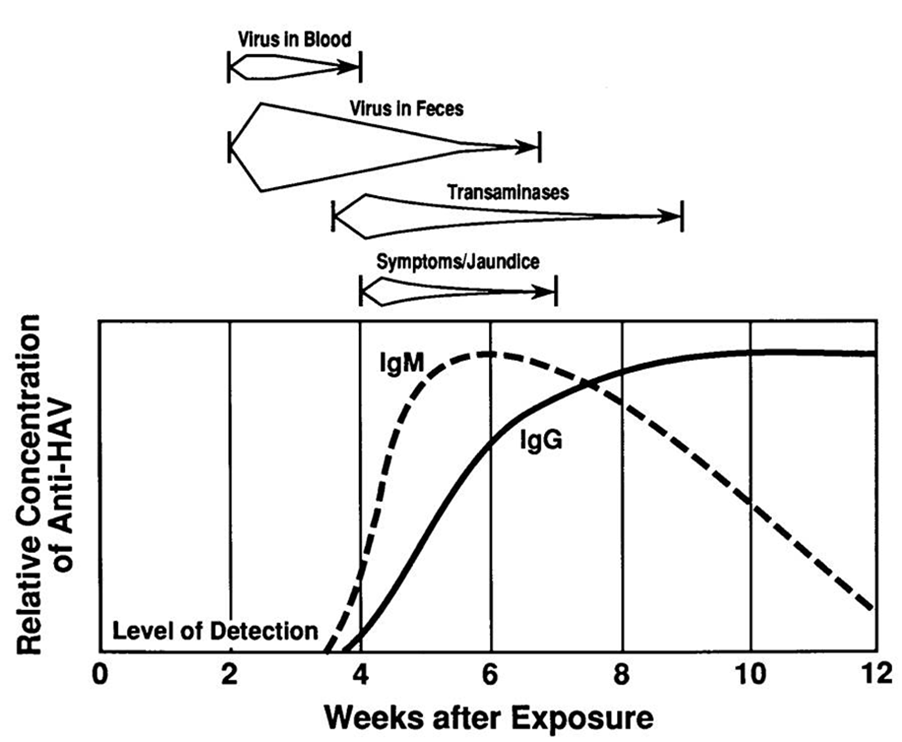 Virus in Blood
Virus in Feces
Transaminases
Symptoms/Jaundice
Relative Concentration
of Anti-HAV
IgM
IgG
Level of Detection
0 2 4 6 8 10 12
Weeks after Exposure